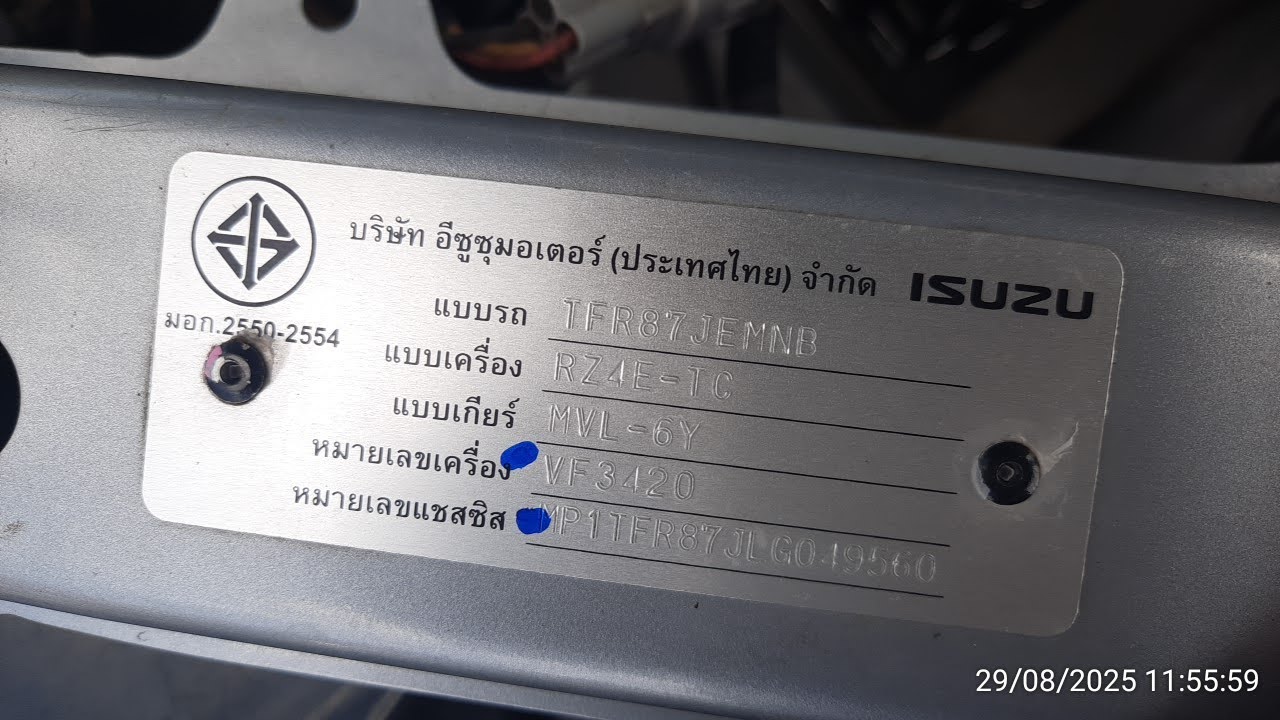 บริษัท อีซูซุมอเตอร์ (ประเทศไทย) จำกัด ISUZU
มอก.2550-2554
แบบรถ TFR87JEMNB
แบบเครื่อง RZ4E-TC
แบบเกียร์ MVL-6Y
หมายเลขเครื่อง VF3420
หมายเลขแชสซิส MP1TFR87JLG049560
29/08/2025 11:55:59